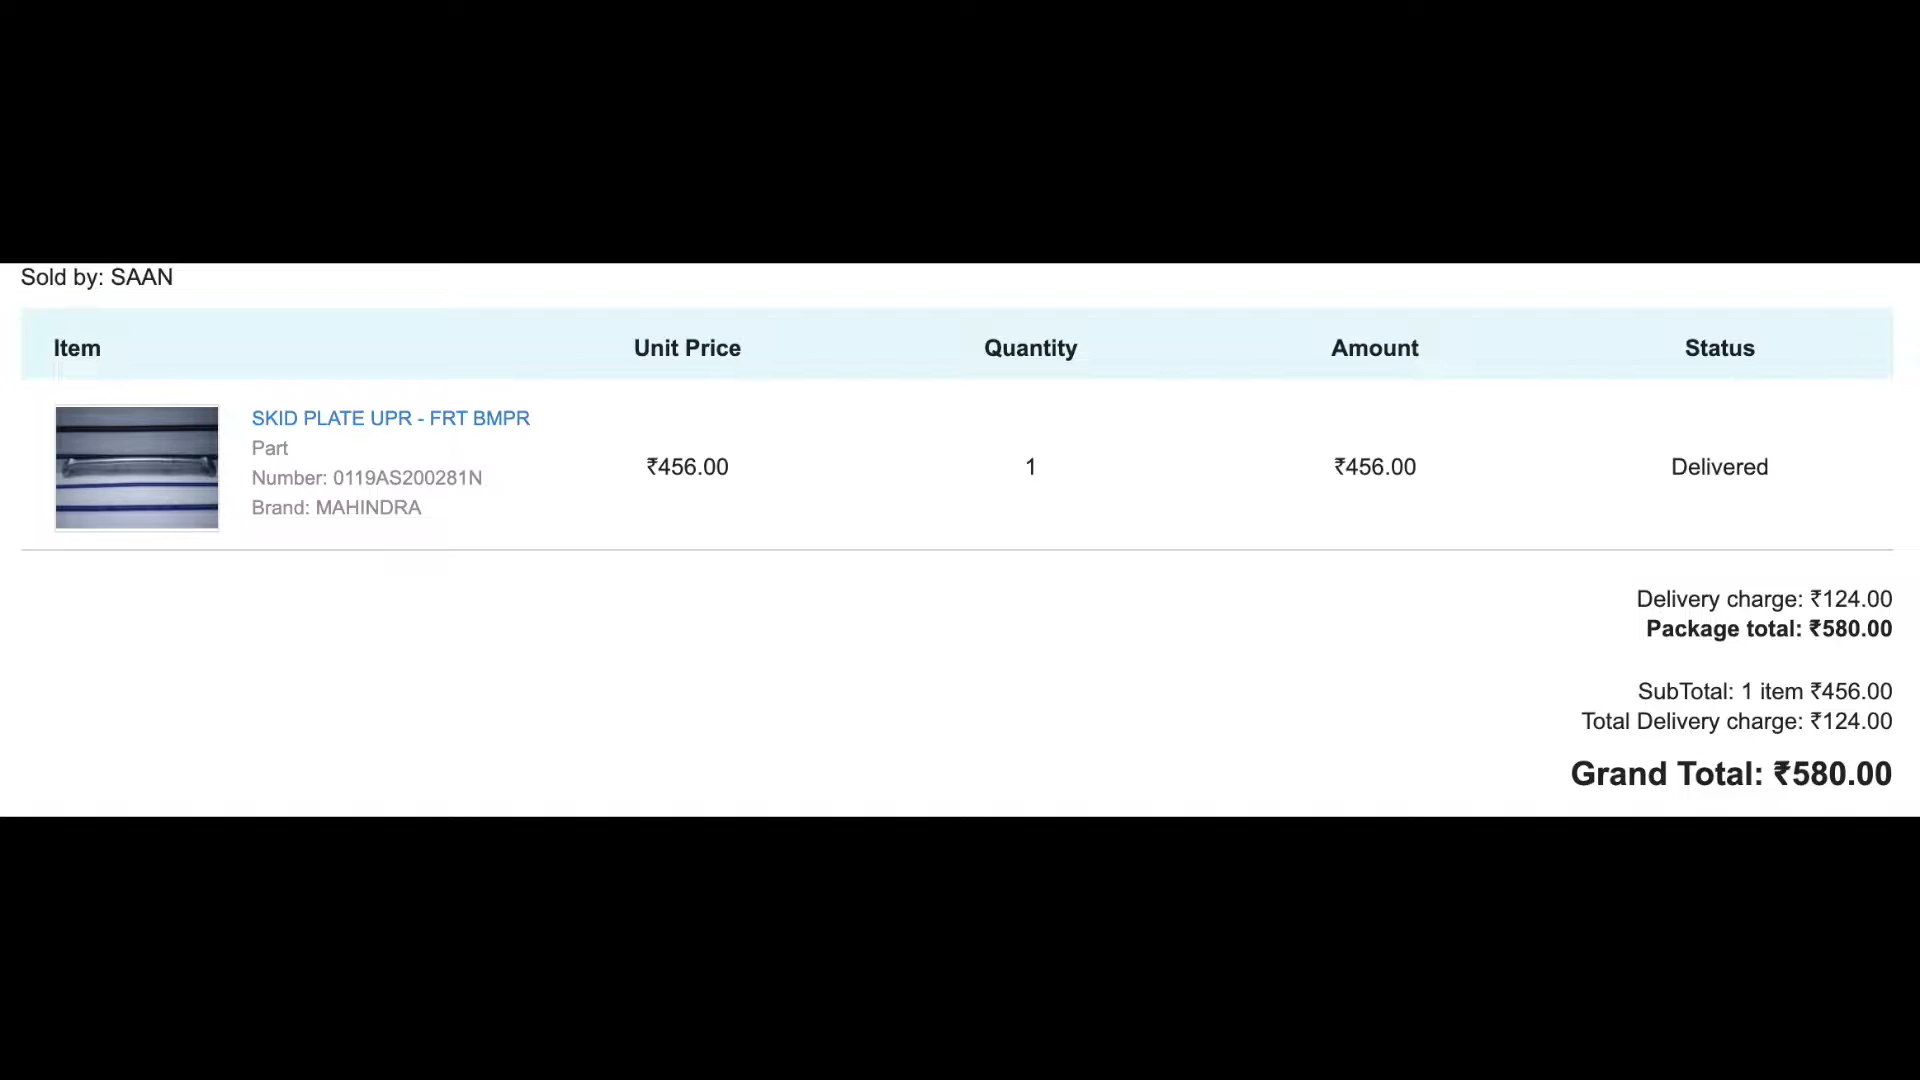 Sold by: SAAN
Item Unit Price Quantity Amount Status
SKID PLATE UPR - FRT BMPR
Part
Number: 0119AS200281N
Brand: MAHINDRA
₹456.00 1 ₹456.00 Delivered
Delivery charge: ₹124.00
Package total: ₹580.00
SubTotal: 1 item ₹456.00
Total Delivery charge: ₹124.00
Grand Total: ₹580.00